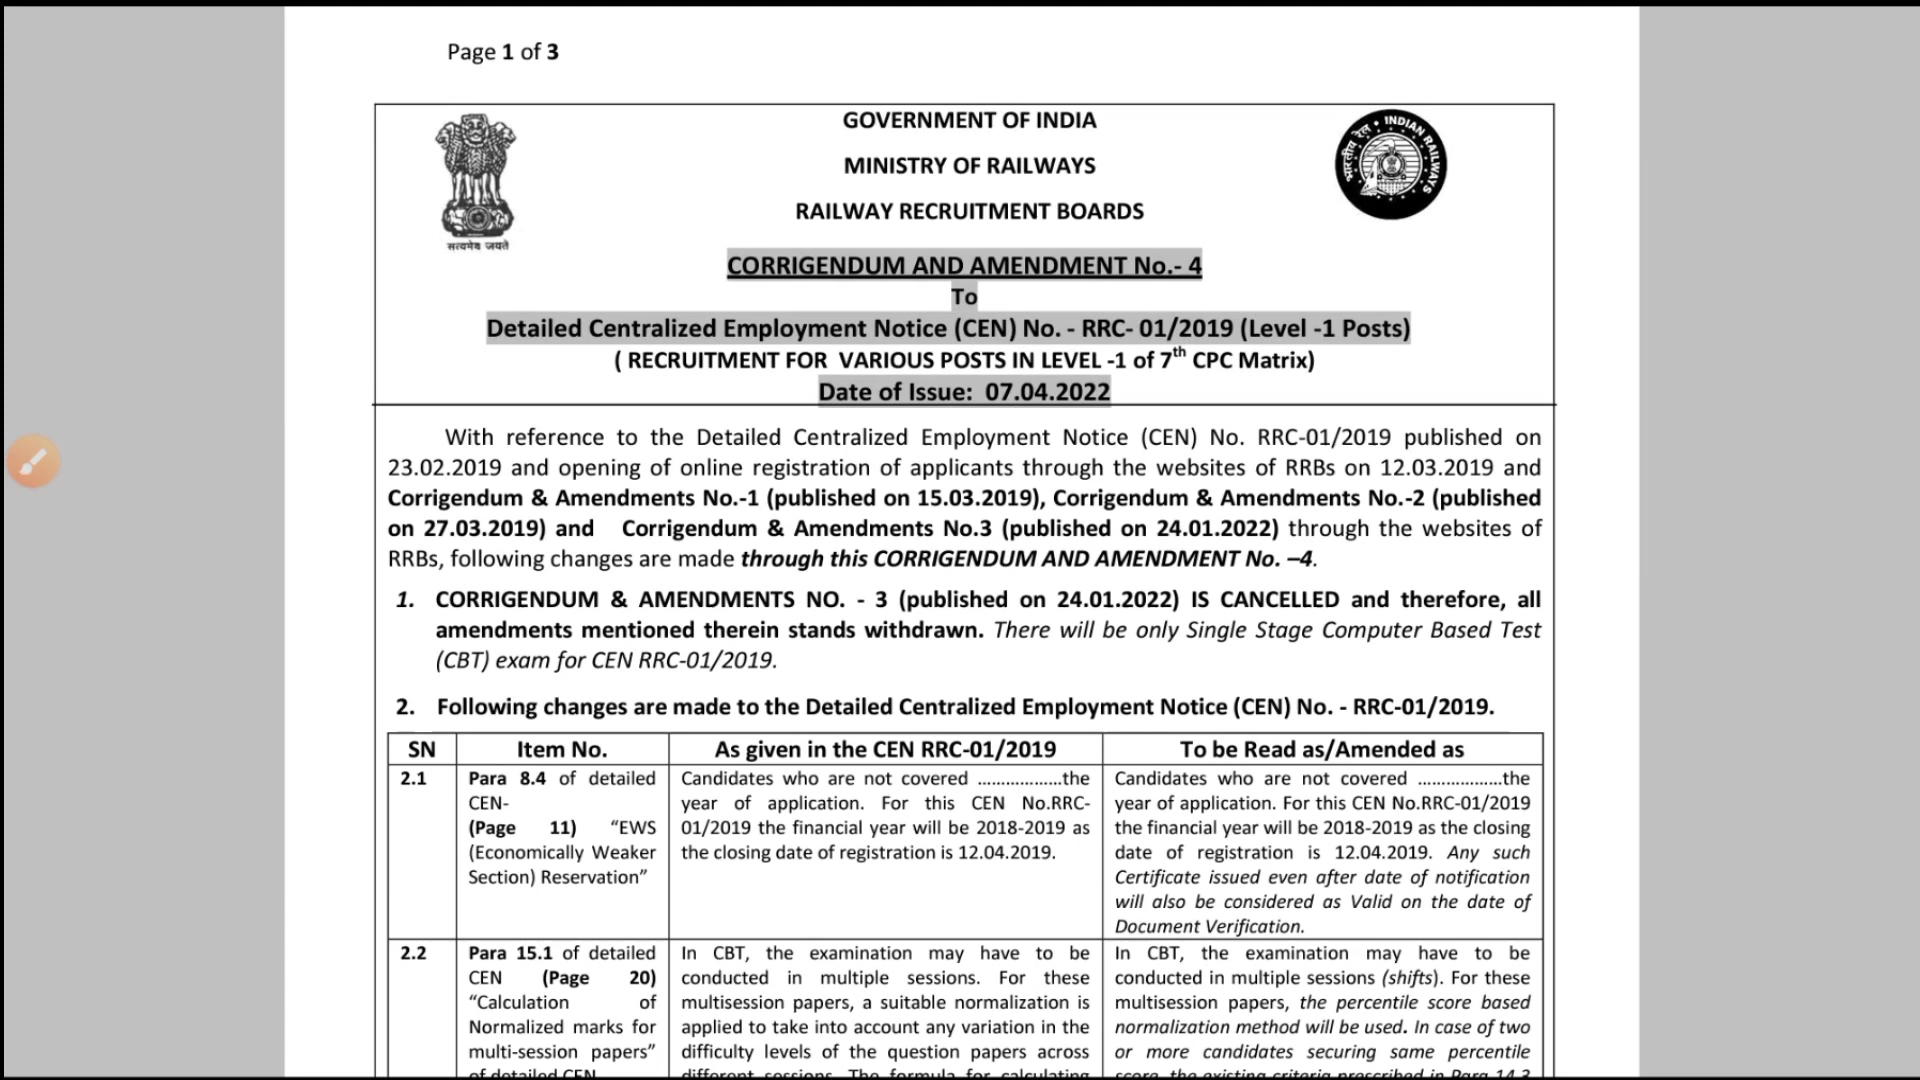 Page 1 of 3
GOVERNMENT OF INDIA
MINISTRY OF RAILWAYS
RAILWAY RECRUITMENT BOARDS
सत्यमेव जयते
भारतीय रेल • INDIAN RAILWAYS
CORRIGENDUM AND AMENDMENT No.- 4
To
Detailed Centralized Employment Notice (CEN) No. - RRC- 01/2019 (Level -1 Posts)
( RECRUITMENT FOR VARIOUS POSTS IN LEVEL -1 of 7th CPC Matrix)
Date of Issue: 07.04.2022
With reference to the Detailed Centralized Employment Notice (CEN) No. RRC-01/2019 published on
23.02.2019 and opening of online registration of applicants through the websites of RRBs on 12.03.2019 and
Corrigendum & Amendments No.-1 (published on 15.03.2019), Corrigendum & Amendments No.-2 (published
on 27.03.2019) and Corrigendum & Amendments No.3 (published on 24.01.2022) through the websites of
RRBs, following changes are made through this CORRIGENDUM AND AMENDMENT No. –4.
1. CORRIGENDUM & AMENDMENTS NO. - 3 (published on 24.01.2022) IS CANCELLED and therefore, all
amendments mentioned therein stands withdrawn. There will be only Single Stage Computer Based Test
(CBT) exam for CEN RRC-01/2019.
2. Following changes are made to the Detailed Centralized Employment Notice (CEN) No. - RRC-01/2019.
SN
Item No.
As given in the CEN RRC-01/2019
To be Read as/Amended as
2.1
Para 8.4 of detailed
CEN-
(Page 11) “EWS
(Economically Weaker
Section) Reservation”
Candidates who are not covered ..................the
year of application. For this CEN No.RRC-
01/2019 the financial year will be 2018-2019 as
the closing date of registration is 12.04.2019.
Candidates who are not covered ..................the
year of application. For this CEN No.RRC-01/2019
the financial year will be 2018-2019 as the closing
date of registration is 12.04.2019. Any such
Certificate issued even after date of notification
will also be considered as Valid on the date of
Document Verification.
2.2
Para 15.1 of detailed
CEN (Page 20)
“Calculation of
Normalized marks for
multi-session papers”
of detailed CEN
In CBT, the examination may have to be
conducted in multiple sessions. For these
multisession papers, a suitable normalization is
applied to take into account any variation in the
difficulty levels of the question papers across
different sessions. The formula for calculating
In CBT, the examination may have to be
conducted in multiple sessions (shifts). For these
multisession papers, the percentile score based
normalization method will be used. In case of two
or more candidates securing same percentile
score, the existing criteria prescribed in Para 14.3